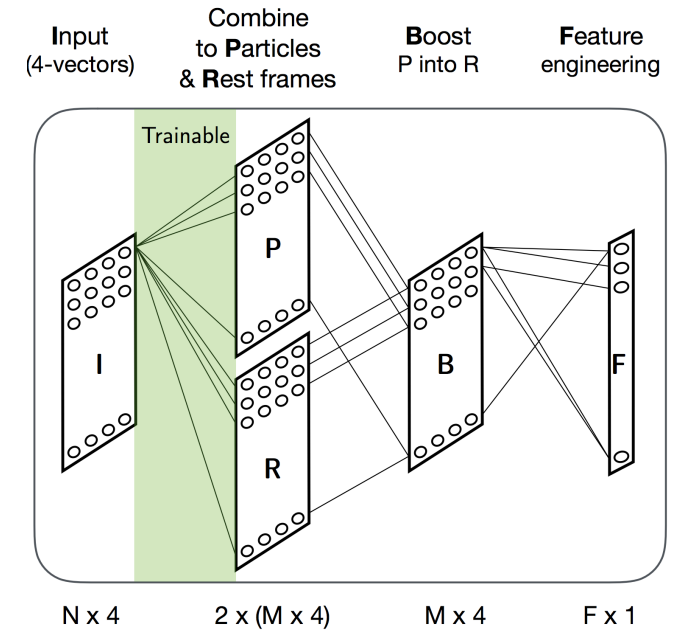 Input
(4-vectors)
Combine
to Particles
& Rest frames
Boost
P into R
Feature
engineering
Trainable
I
P
R
B
F
N x 4
2 x (M x 4)
M x 4
F x 1